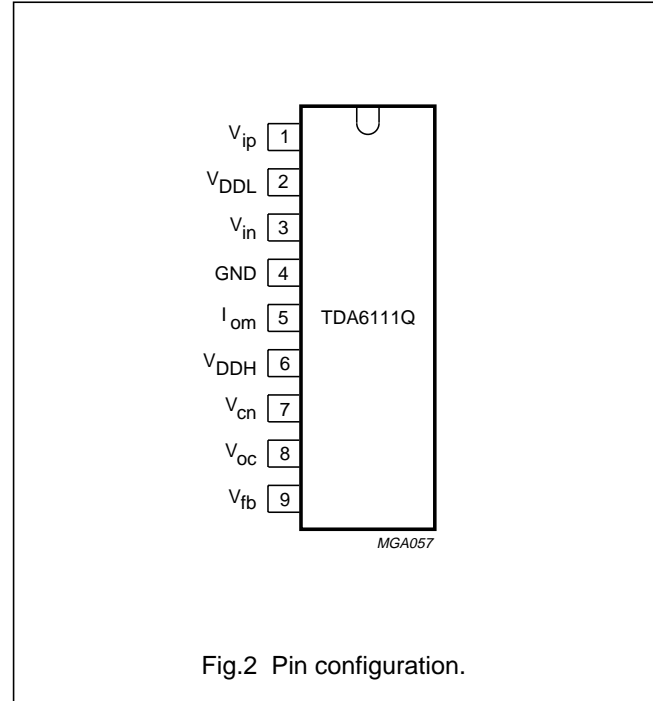 V_ip 1
V_DDL 2
V_in 3
GND 4
I_om 5 TDA6111Q
V_DDH 6
V_cn 7
V_oc 8
V_fb 9
MGA057
Fig.2 Pin configuration.